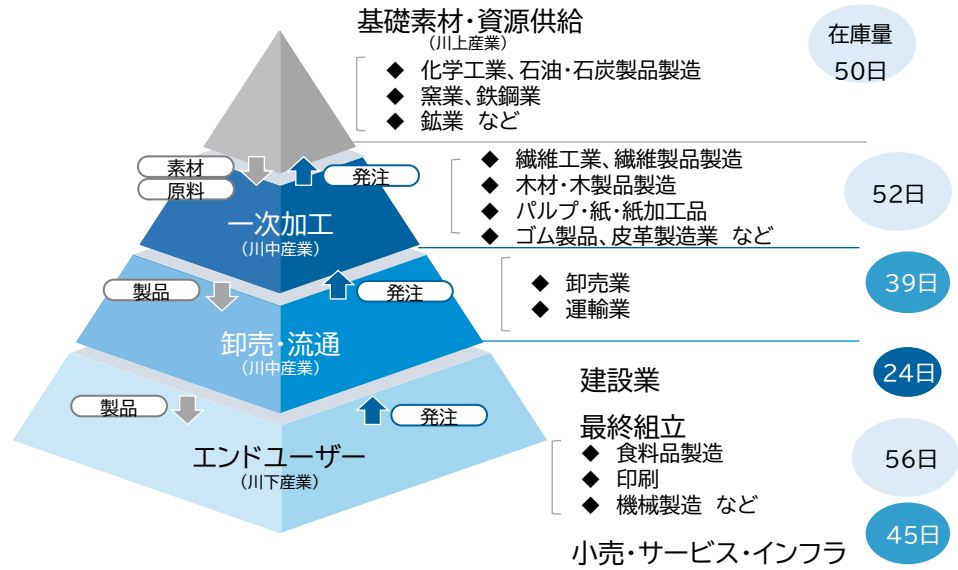 基礎素材・資源供給
（川上産業）
◆ 化学工業、石油・石炭製品製造
◆ 窯業、鉄鋼業
◆ 鉱業 など
在庫量
50日
素材
原料
発注
一次加工
（川中産業）
◆ 繊維工業、繊維製品製造
◆ 木材・木製品製造
◆ パルプ・紙・紙加工品
◆ ゴム製品、皮革製造業 など
52日
製品
発注
卸売・流通
（川中産業）
◆ 卸売業
◆ 運輸業
39日
製品
発注
エンドユーザー
（川下産業）
建設業
24日
最終組立
◆ 食料品製造
◆ 印刷
◆ 機械製造 など
56日
小売・サービス・インフラ
45日